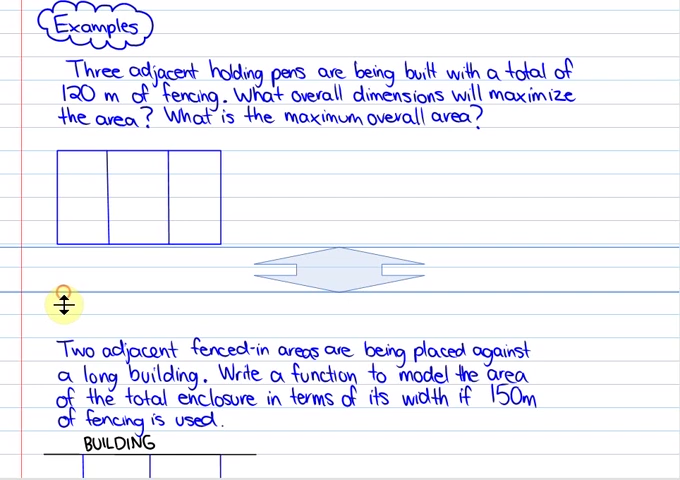 Examples
Three adjacent holding pens are being built with a total of
120 m of fencing. What overall dimensions will maximize
the area? What is the maximum overall area?
Two adjacent fenced-in areas are being placed against
a long building. Write a function to model the area
of the total enclosure in terms of its width if 150m
of fencing is used.
BUILDING